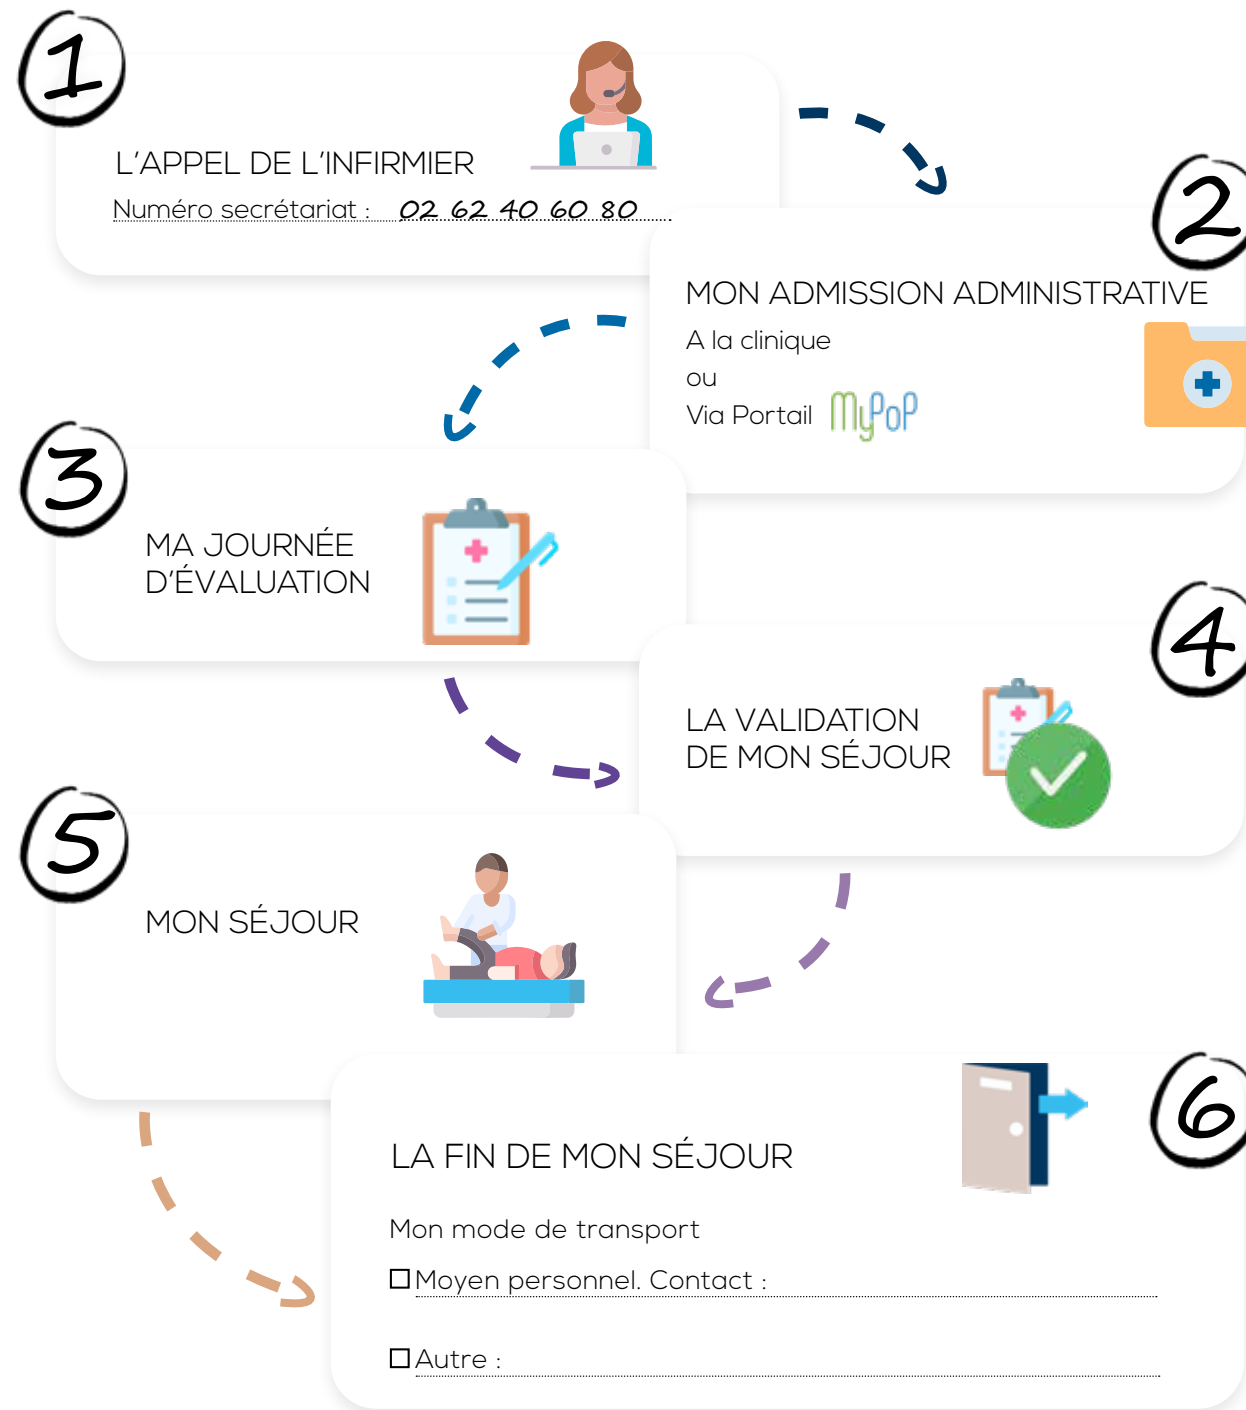 1
L'APPEL DE L'INFIRMIER
Numéro secrétariat : 02 62 40 60 80
2
MON ADMISSION ADMINISTRATIVE
A la clinique
ou
Via Portail MyPoP
3
MA JOURNÉE
D'ÉVALUATION
4
LA VALIDATION
DE MON SÉJOUR
5
MON SÉJOUR
6
LA FIN DE MON SÉJOUR
Mon mode de transport
☐ Moyen personnel. Contact :
☐ Autre :